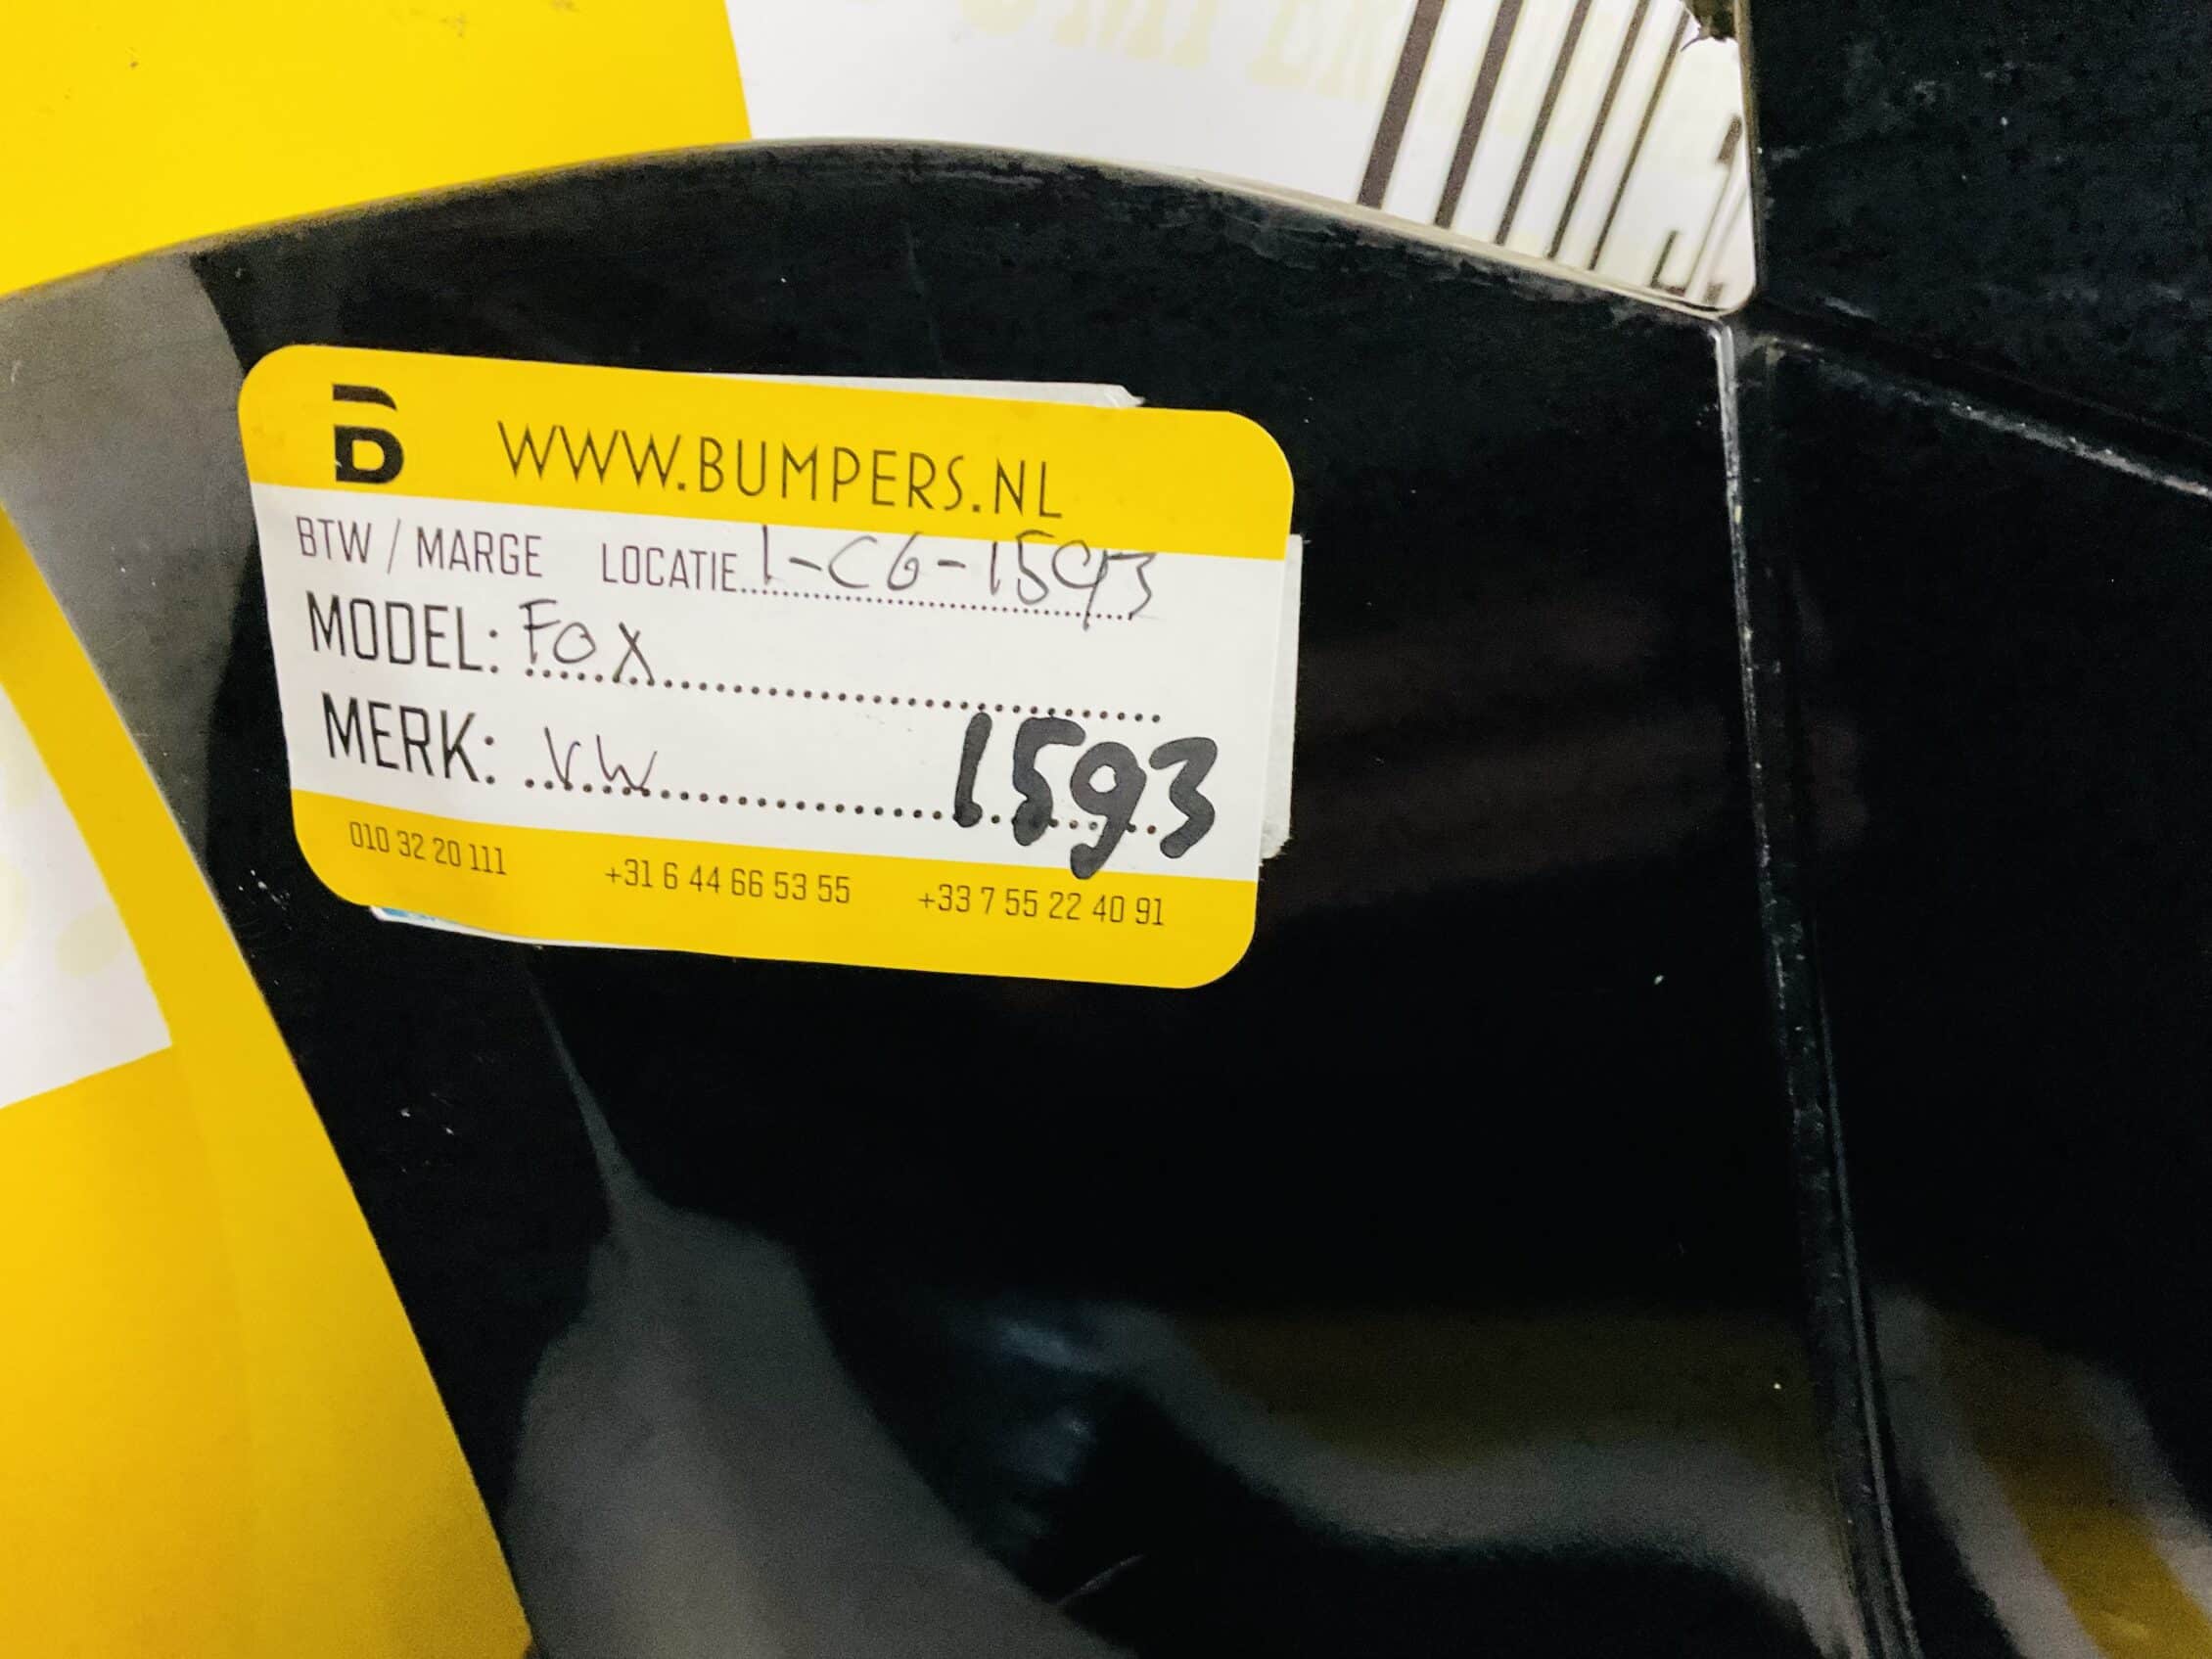 WWW.BUMPERS.NL
BTW / MARGE LOCATIE 1-C6-1593
MODEL: FOX
MERK: VW 1593
010 32 20 111 +31 6 44 66 53 55 +33 7 55 22 40 91